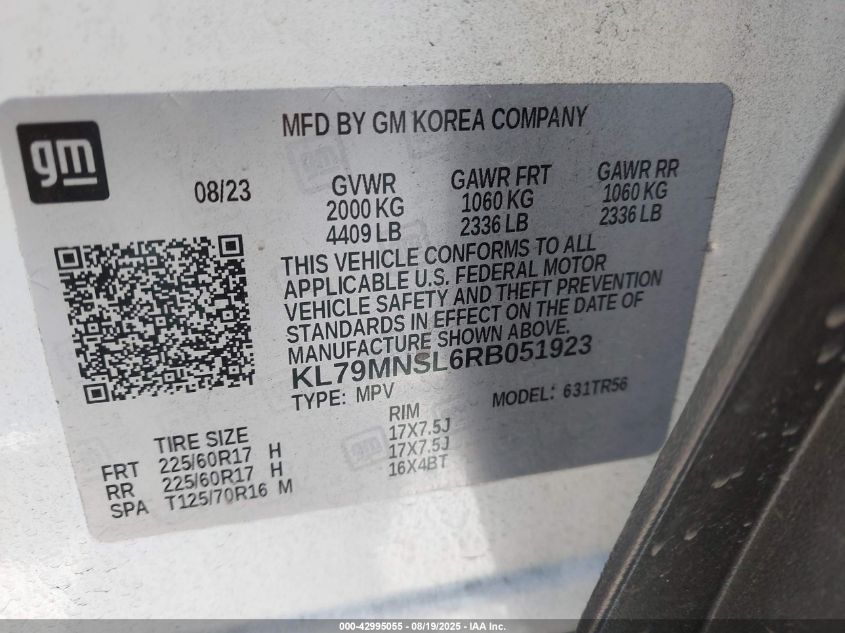 gm
MFD BY GM KOREA COMPANY
08/23
GVWR GAWR FRT GAWR RR
2000 KG 1060 KG 1060 KG
4409 LB 2336 LB 2336 LB
THIS VEHICLE CONFORMS TO ALL
APPLICABLE U.S. FEDERAL MOTOR
VEHICLE SAFETY AND THEFT PREVENTION
STANDARDS IN EFFECT ON THE DATE OF
MANUFACTURE SHOWN ABOVE.
KL79MNSL6RB051923
TYPE: MPV MODEL: 631TR56
TIRE SIZE RIM
FRT 225/60R17 H 17X7.5J
RR 225/60R17 H 17X7.5J
SPA T125/70R16 M 16X4BT
000-42995055 - 08/19/2025 - IAA Inc.